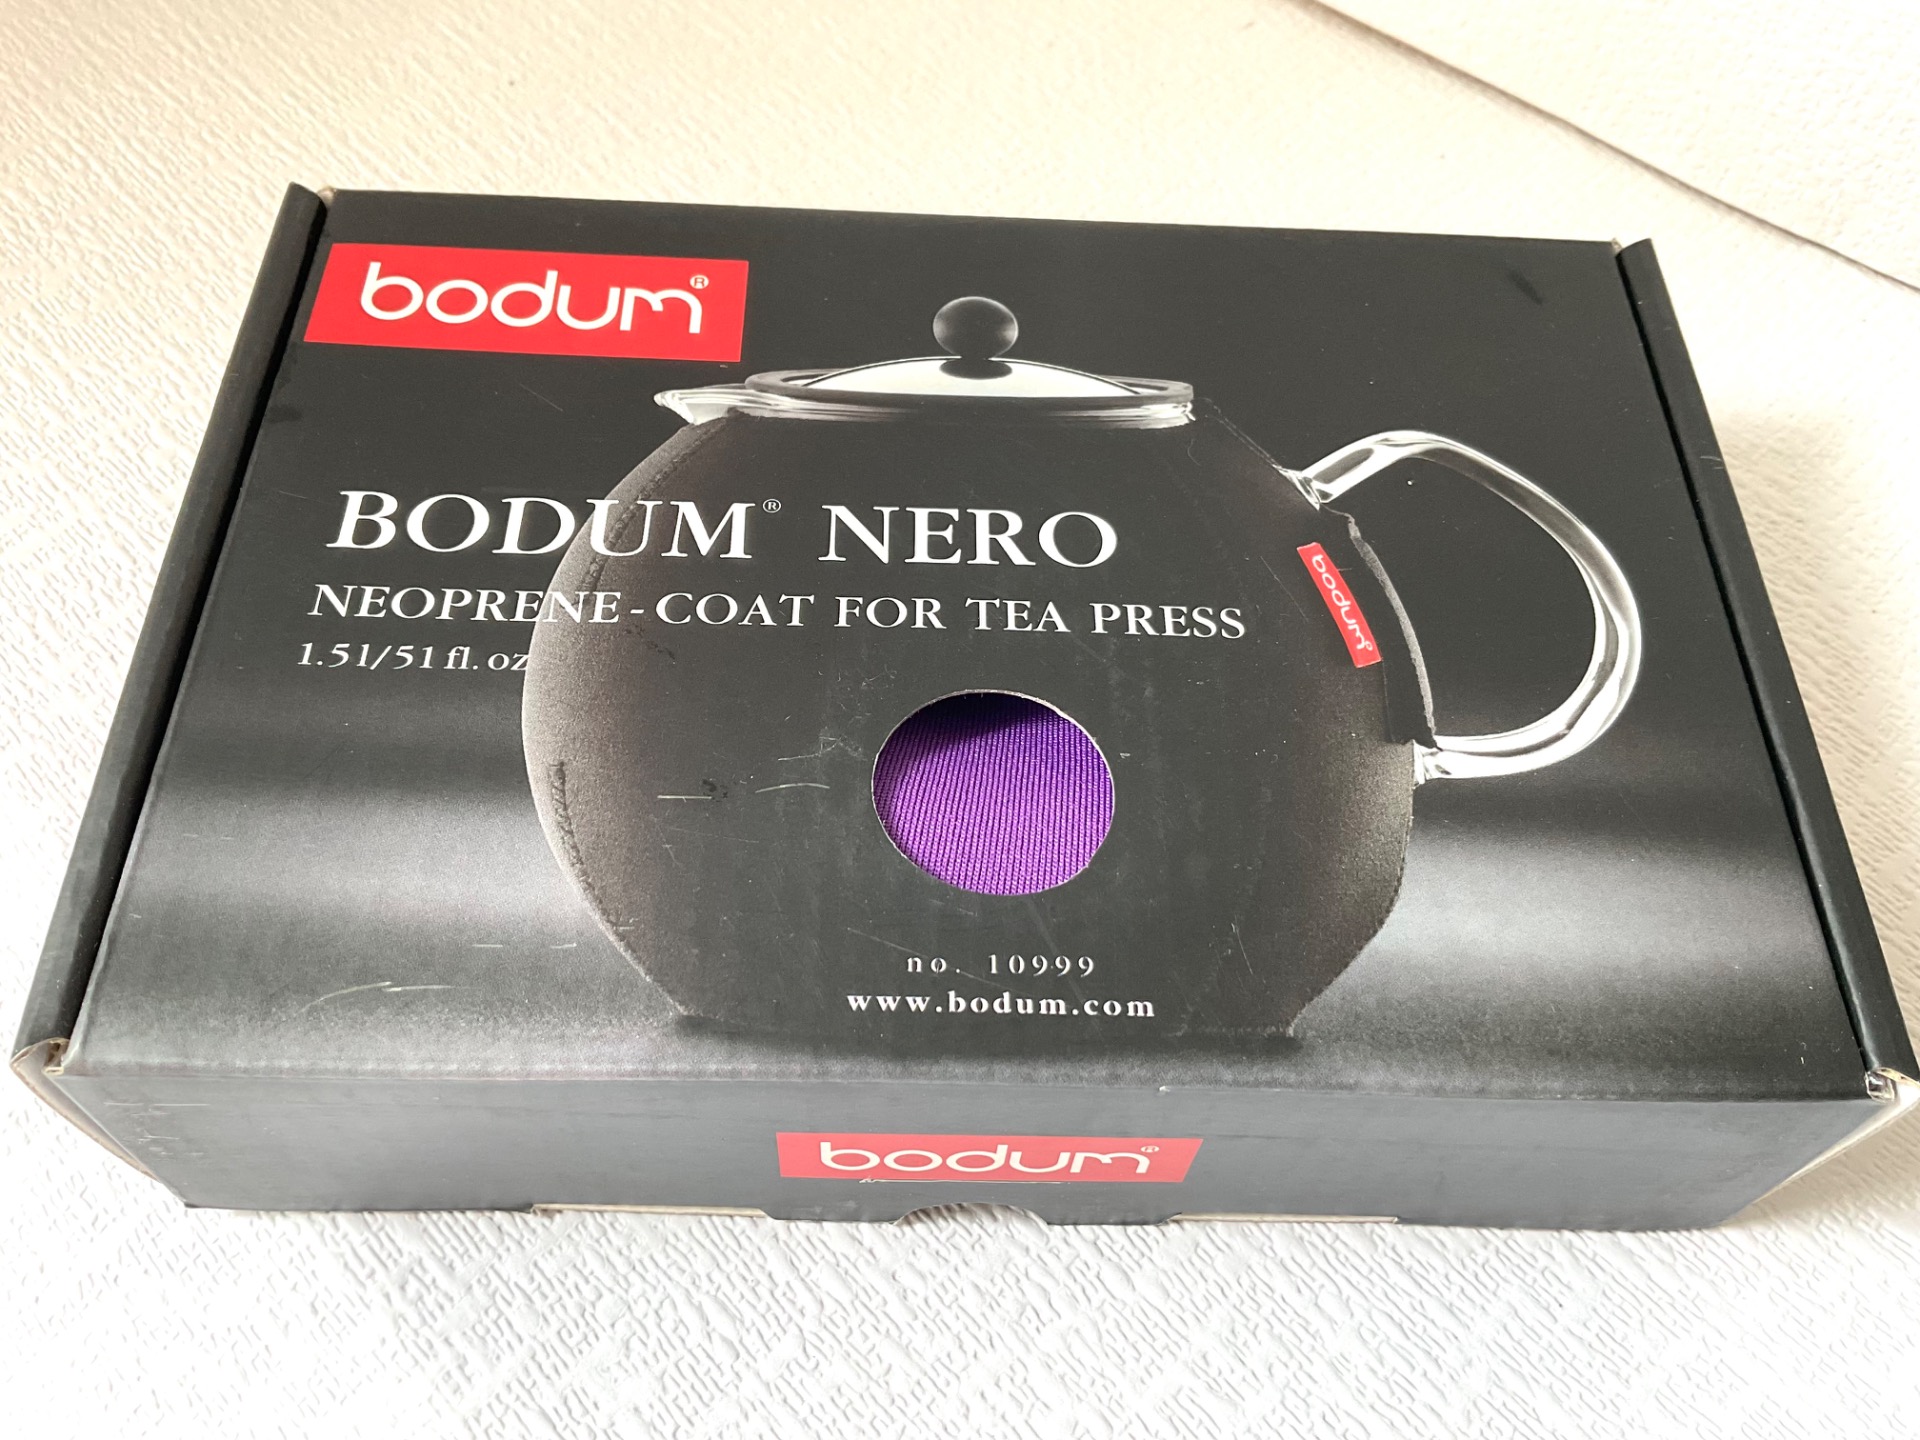 bodum®
BODUM® NERO
NEOPRENE-COAT FOR TEA PRESS
1.5 l/51 fl. oz
bodum®
no. 10999
www.bodum.com
bodum®